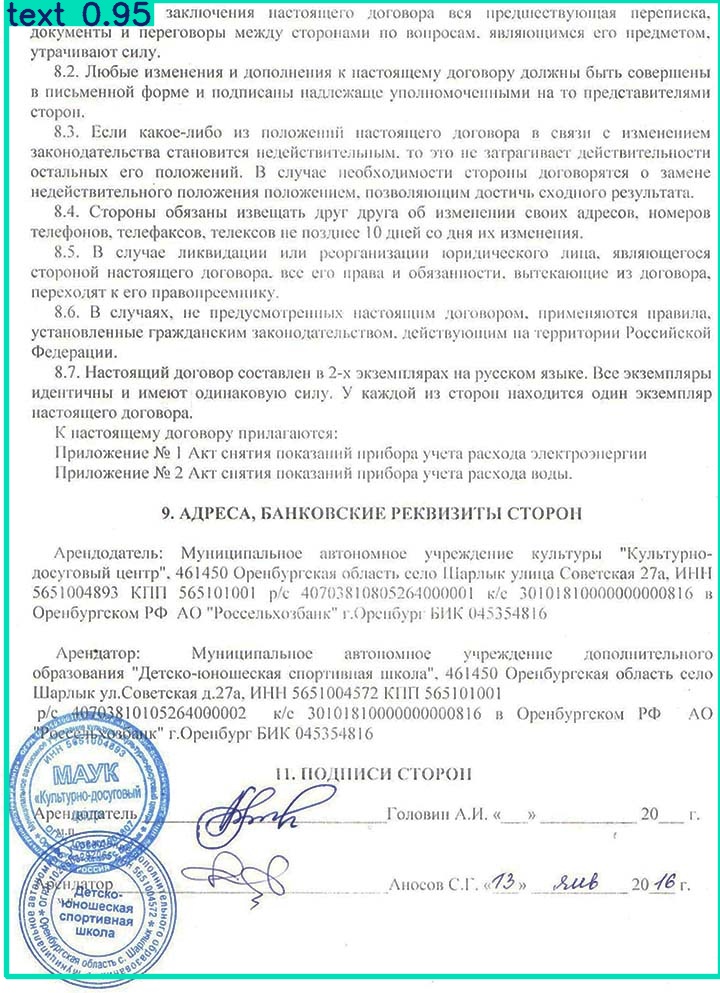 text 0.95
заключения настоящего договора вся предшествующая переписка,
документы и переговоры между сторонами по вопросам, являющимся его предметом,
утрачивают силу.
8.2. Любые изменения и дополнения к настоящему договору должны быть совершены
в письменной форме и подписаны надлежаще уполномоченными на то представителями
сторон.
8.3. Если какое-либо из положений настоящего договора в связи с изменением
законодательства становится недействительным, то это не затрагивает действительности
остальных его положений. В случае необходимости стороны договорятся о замене
недействительного положения положением, позволяющим достичь сходного результата.
8.4. Стороны обязаны извещать друг друга об изменении своих адресов, номеров
телефонов, телефаксов, телексов не позднее 10 дней со дня их изменения.
8.5. В случае ликвидации или реорганизации юридического лица, являющегося
стороной настоящего договора, все его права и обязанности, вытекающие из договора,
переходят к его правопреемнику.
8.6. В случаях, не предусмотренных настоящим договором, применяются правила,
установленные гражданским законодательством, действующим на территории Российской
Федерации.
8.7. Настоящий договор составлен в 2-х экземплярах на русском языке. Все экземпляры
идентичны и имеют одинаковую силу. У каждой из сторон находится один экземпляр
настоящего договора.
К настоящему договору прилагаются:
Приложение № 1 Акт снятия показаний прибора учета расхода электроэнергии
Приложение № 2 Акт снятия показаний прибора учета расхода воды.
9. АДРЕСА, БАНКОВСКИЕ РЕКВИЗИТЫ СТОРОН
Арендодатель: Муниципальное автономное учреждение культуры "Культурно-
досуговый центр", 461450 Оренбургская область село Шарлык улица Советская 27а, ИНН
5651004893 КПП 565101001 р/с 40703810805264000001 к/с 30101810000000000816 в
Оренбургском РФ АО "Россельхозбанк" г.Оренбург БИК 045354816
Арендатор: Муниципальное автономное учреждение дополнительного
образования "Детско-юношеская спортивная школа", 461450 Оренбургская область село
Шарлык ул.Советская д.27а, ИНН 5651004572 КПП 565101001
р/с 40703810105264000002 к/с 30101810000000000816 в Оренбургском РФ АО
"Россельхозбанк" г.Оренбург БИК 045354816
ИНН 5651004893
МАУК
«Культурно-досуговый
11. ПОДПИСИ СТОРОН
Арендодатель Головин А.И. «___» 20___ г.
м.п.
РОССИЯ
Арендатор Аносов С.Г. «13» янв 2016 г.
ИНН 5651004572
Детско-
юношеская
спортивная
школа
Оренбургская область с. Шарлык